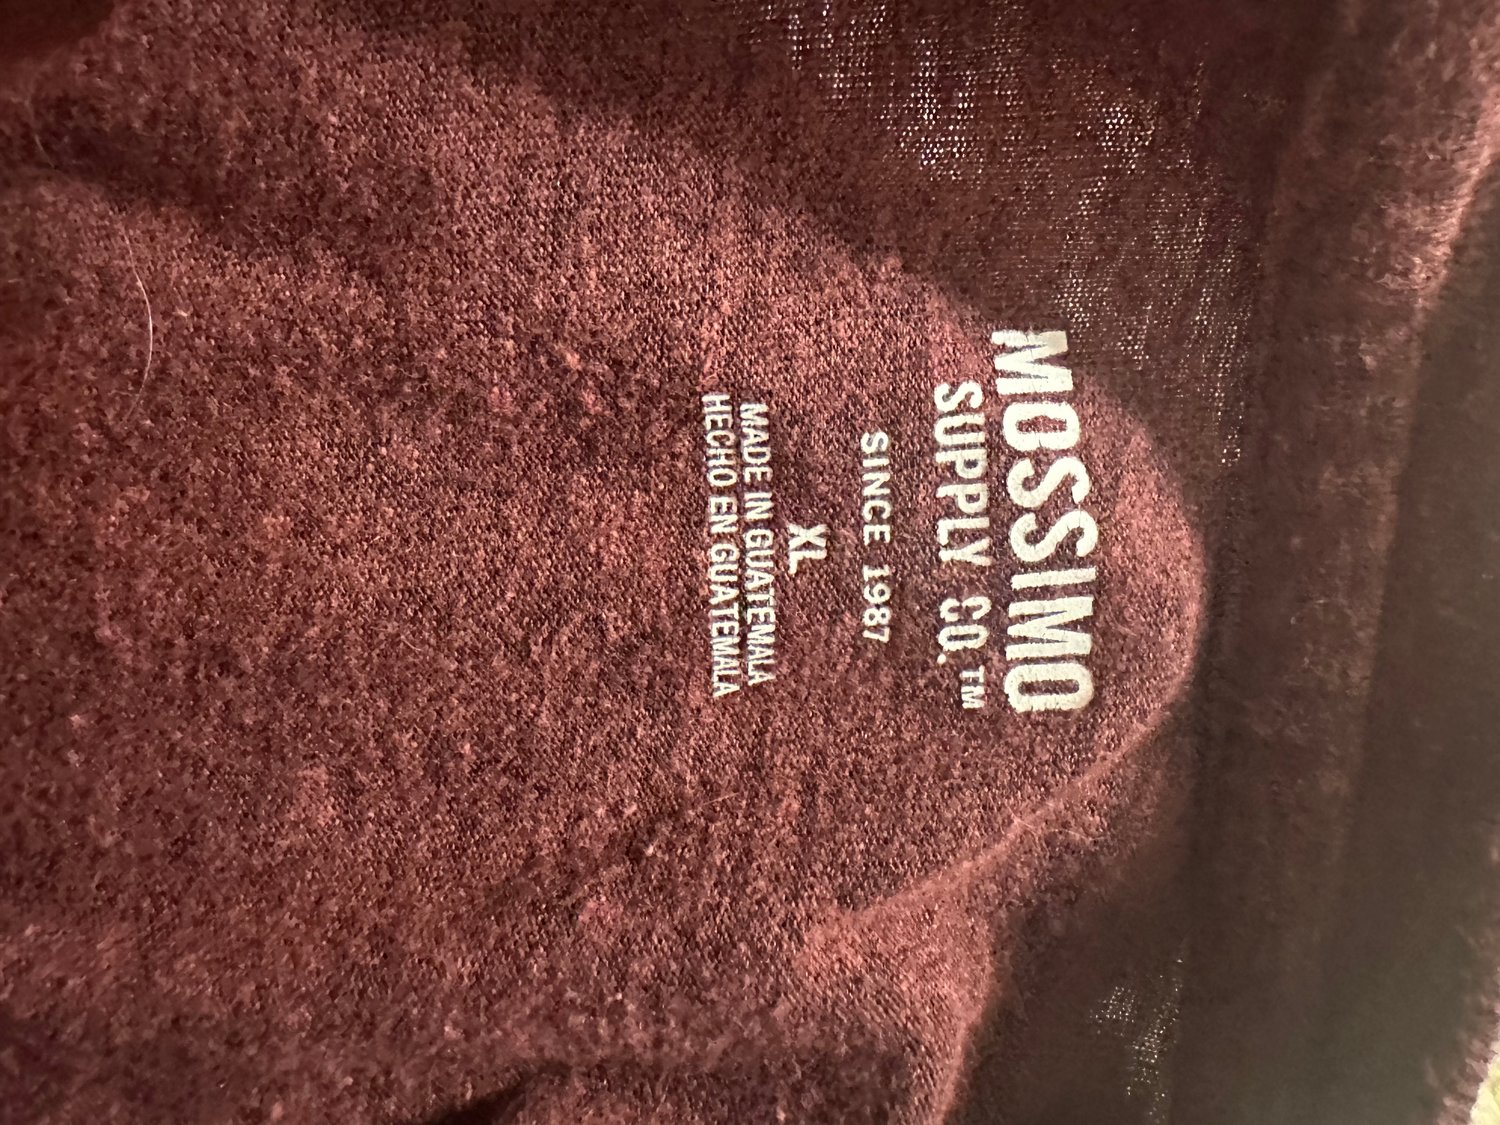 MOSSIMO
SUPPLY CO.™
SINCE 1987
XL
MADE IN GUATEMALA
HECHO EN GUATEMALA